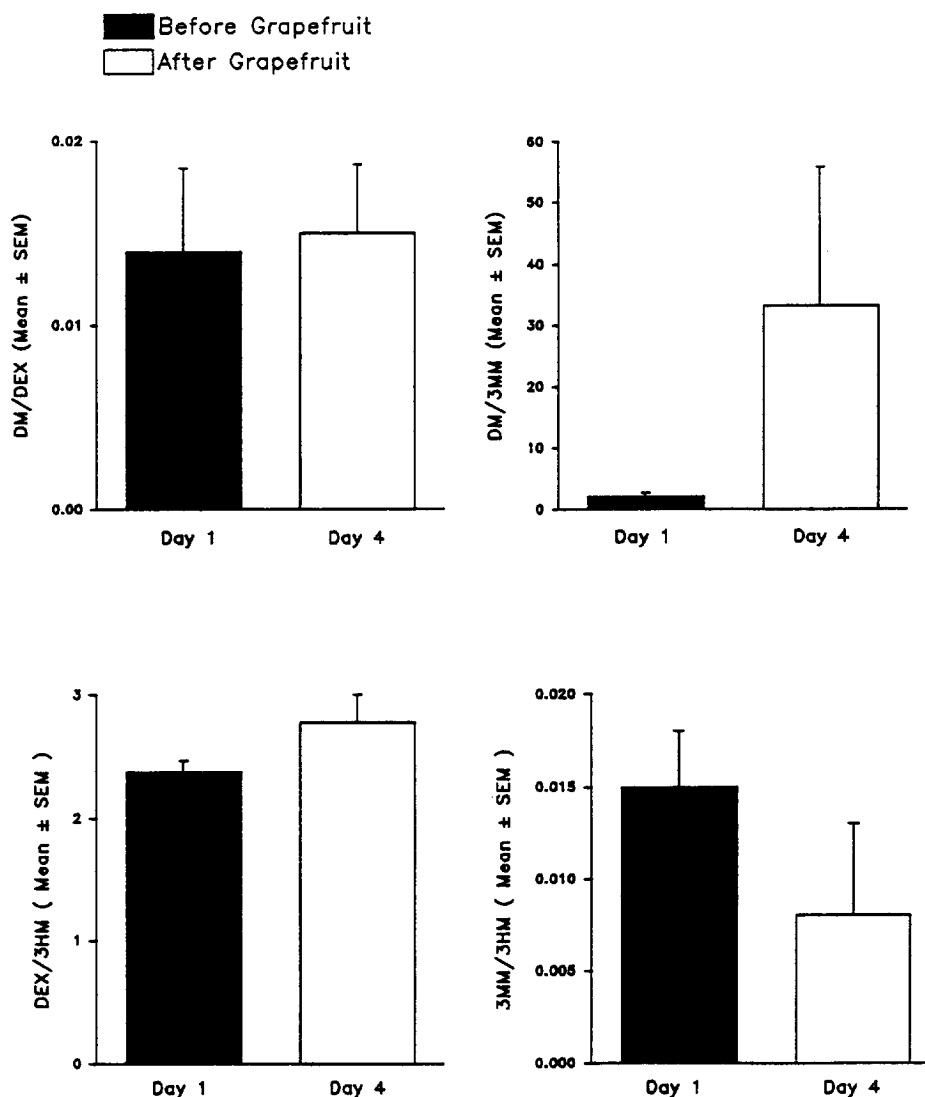 Before Grapefruit
After Grapefruit
DM/DEX (Mean ± SEM)
0.02
0.01
0.00
Day 1
Day 4
DM/3MM (Mean ± SEM)
60
50
40
30
20
10
0
Day 1
Day 4
DEX/3HM ( Mean ± SEM )
3
2
1
0
Day 1
Day 4
3MM/3HM ( Mean ± SEM )
0.020
0.015
0.010
0.005
0.000
Day 1
Day 4